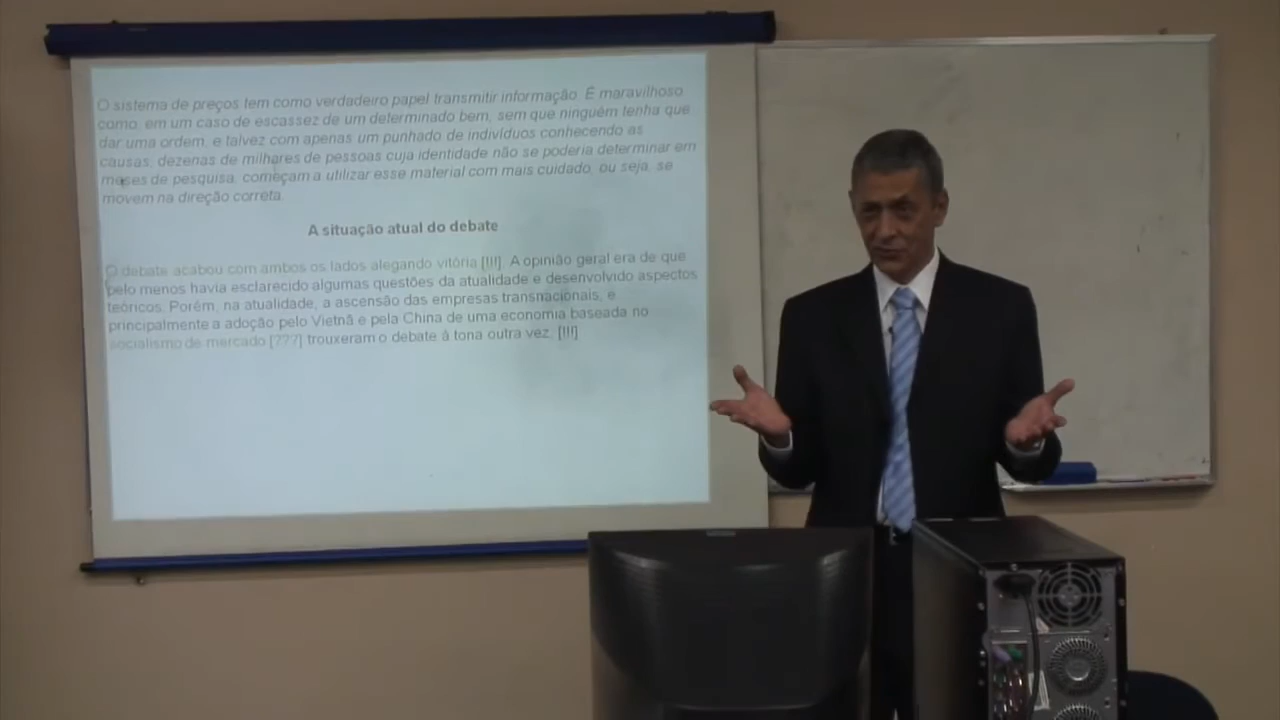 O sistema de preços tem como verdadeiro papel transmitir informação. É maravilhoso
como, em um caso de escassez de um determinado bem, sem que ninguém tenha que
dar uma ordem, e talvez com apenas um punhado de indivíduos conhecendo as
causas, dezenas de milhares de pessoas cuja identidade não se poderia determinar em
meses de pesquisa, começam a utilizar esse material com mais cuidado, ou seja, se
movem na direção correta.
A situação atual do debate
O debate acabou com ambos os lados alegando vitória [!!!]. A opinião geral era de que
pelo menos havia esclarecido algumas questões da atualidade e desenvolvido aspectos
teóricos. Porém, na atualidade, a ascensão das empresas transnacionais, e
principalmente a adoção pelo Vietnã e pela China de uma economia baseada no
socialismo de mercado [???] trouxeram o debate à tona outra vez. [!!!]